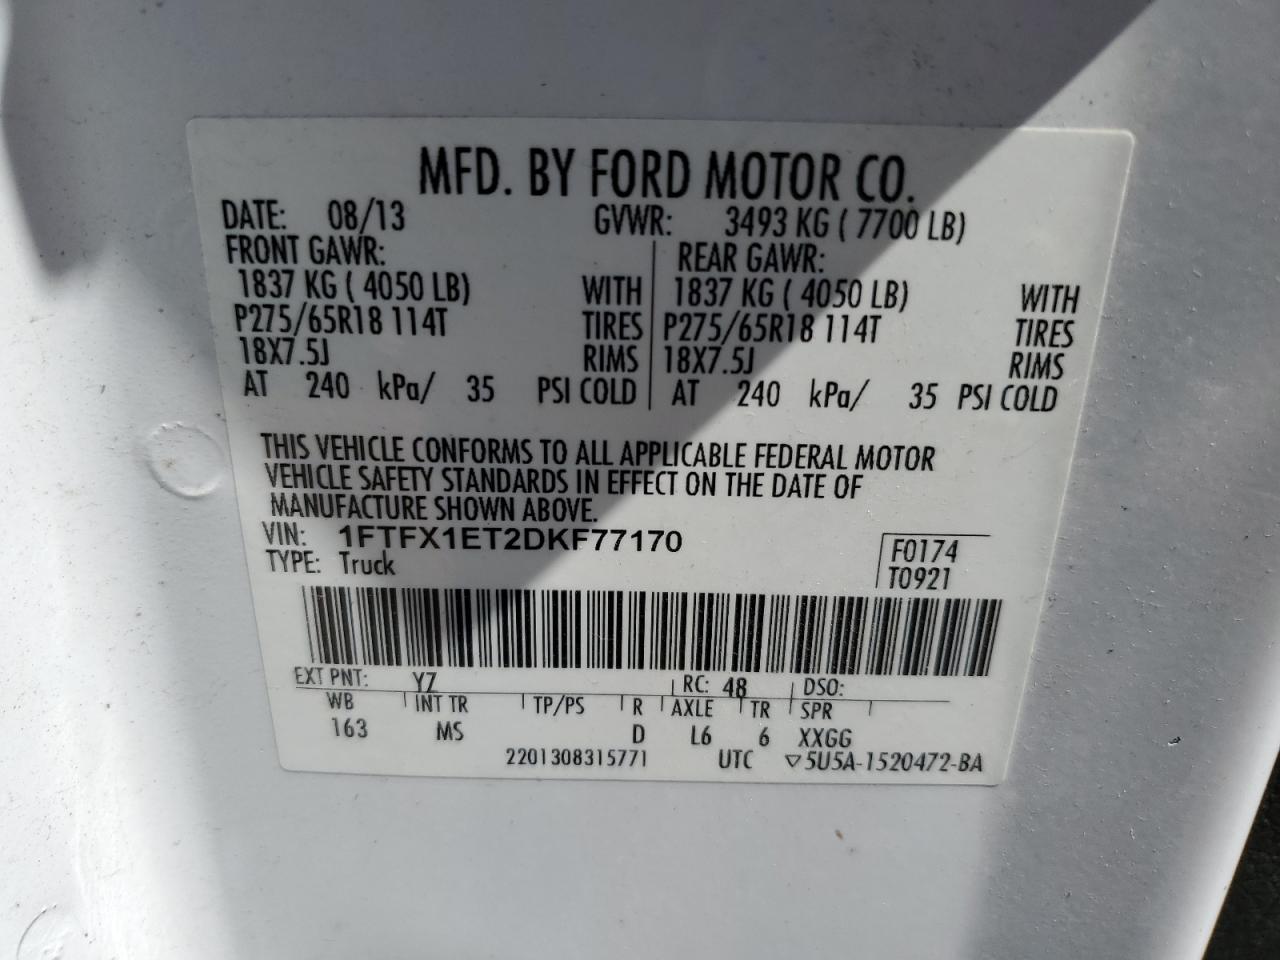 MFD. BY FORD MOTOR CO.
DATE: 08/13 GVWR: 3493 KG ( 7700 LB)
FRONT GAWR: REAR GAWR:
1837 KG ( 4050 LB) WITH 1837 KG ( 4050 LB) WITH
P275/65R18 114T TIRES P275/65R18 114T TIRES
18X7.5J RIMS 18X7.5J RIMS
AT 240 kPa/ 35 PSI COLD AT 240 kPa/ 35 PSI COLD
THIS VEHICLE CONFORMS TO ALL APPLICABLE FEDERAL MOTOR
VEHICLE SAFETY STANDARDS IN EFFECT ON THE DATE OF
MANUFACTURE SHOWN ABOVE.
VIN: 1FTFX1ET2DKF77170 F0174
TYPE: Truck T0921
EXT PNT: YZ RC: 48 DSO:
WB INT TR TP/PS R AXLE TR SPR
163 MS D L6 6 XXGG
2201308315771 UTC ▽5U5A-1520472-BA